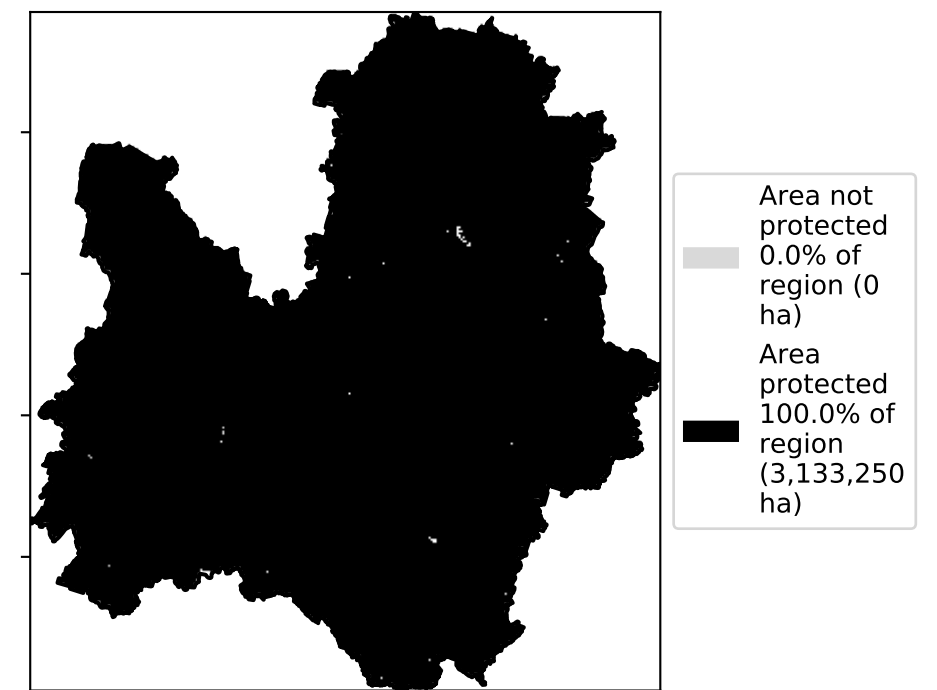 Area not
protected
0.0% of
region (0
ha)
Area
protected
100.0% of
region
(3,133,250
ha)